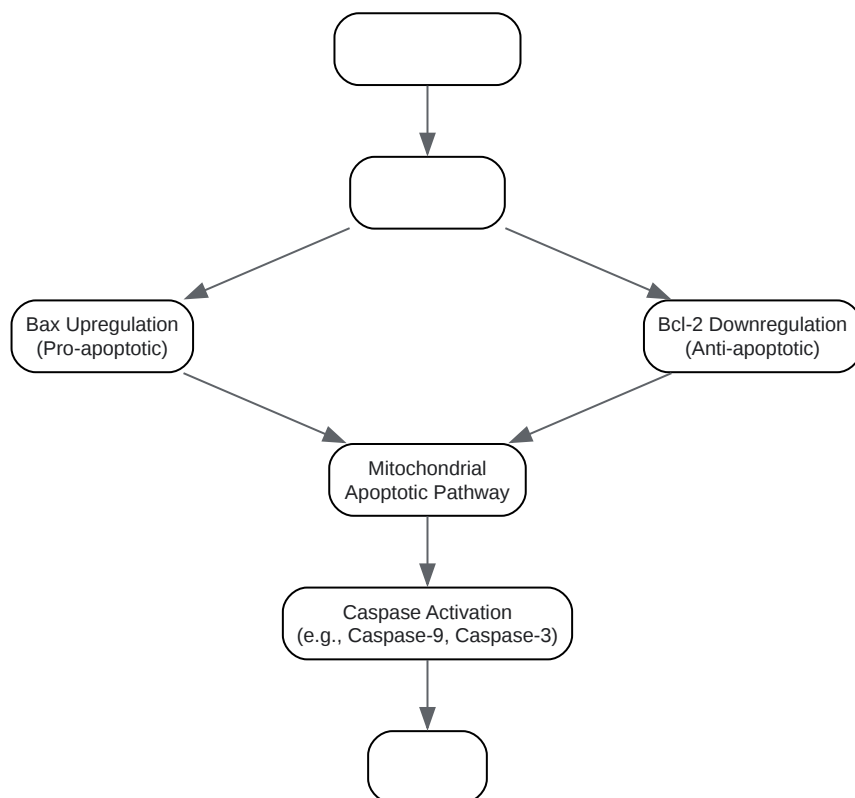 Bax Upregulation
(Pro-apoptotic)
Bcl-2 Downregulation
(Anti-apoptotic)
Mitochondrial
Apoptotic Pathway
Caspase Activation
(e.g., Caspase-9, Caspase-3)